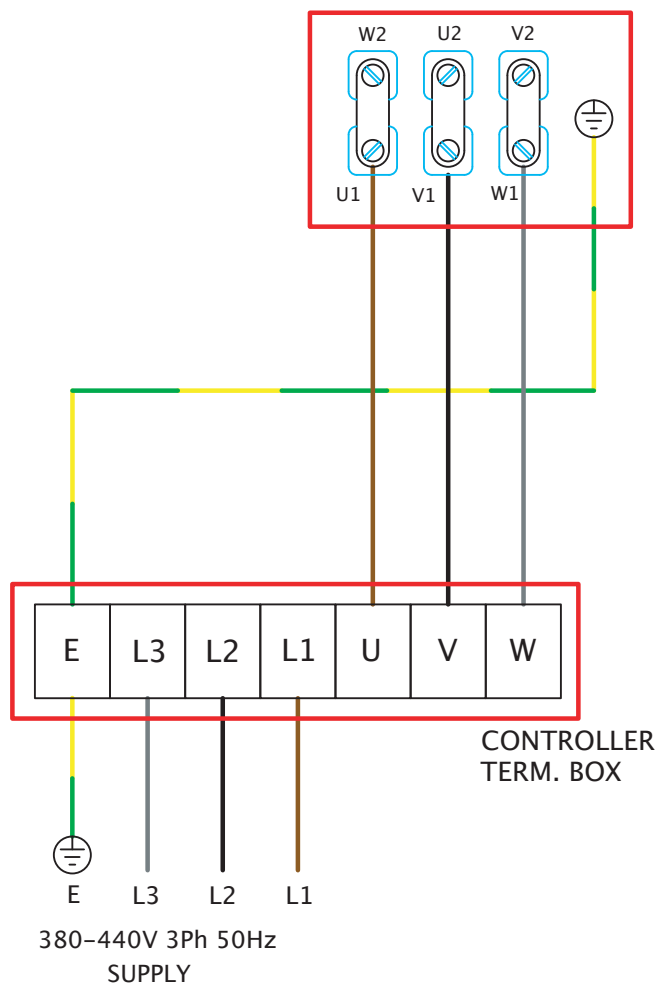 W2 U2 V2
U1 V1 W1
E L3 L2 L1 U V W
CONTROLLER
TERM. BOX
E L3 L2 L1
380-440V 3Ph 50Hz
SUPPLY